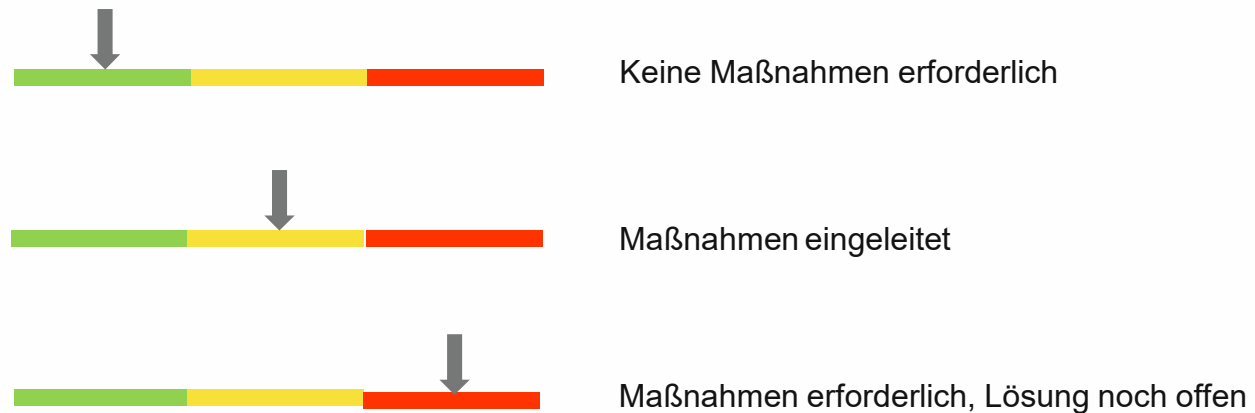 Keine Maßnahmen erforderlich
Maßnahmen eingeleitet
Maßnahmen erforderlich, Lösung noch offen